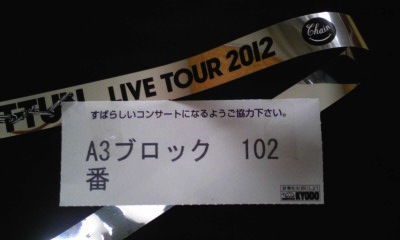 LIVE TOUR 2012
Chain
すばらしいコンサートになるようご協力下さい。
A3ブロック 102
番
KYODO